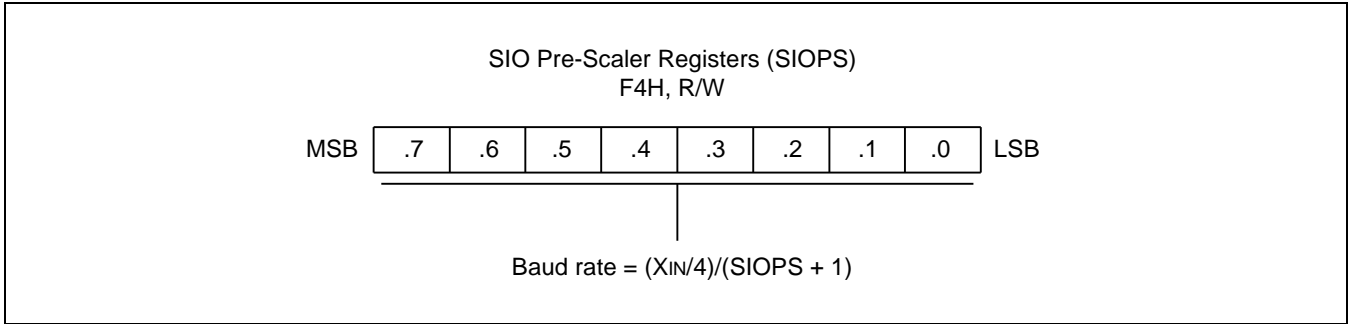 SIO Pre-Scaler Registers (SIOPS)
F4H, R/W
MSB .7 .6 .5 .4 .3 .2 .1 .0 LSB
Baud rate = (XIN/4)/(SIOPS + 1)